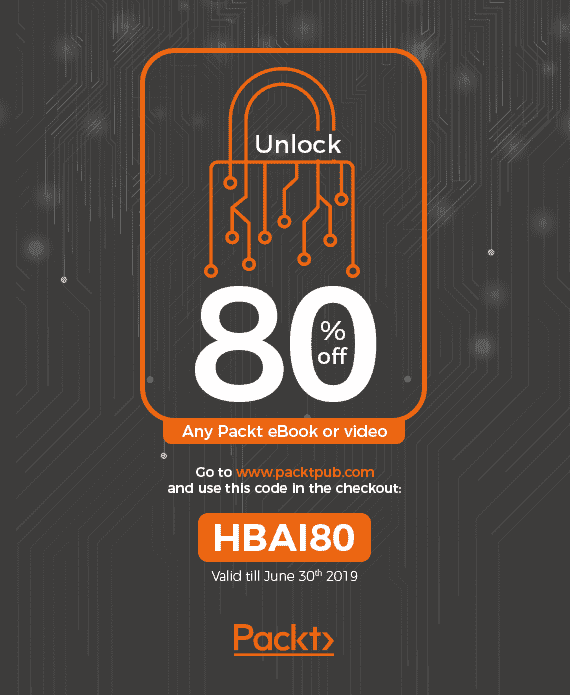 Unlock
80
%
off
Any Packt eBook or video
Go to www.packtpub.com
and use this code in the checkout:
HBAI80
Valid till June 30th 2019
Packt>